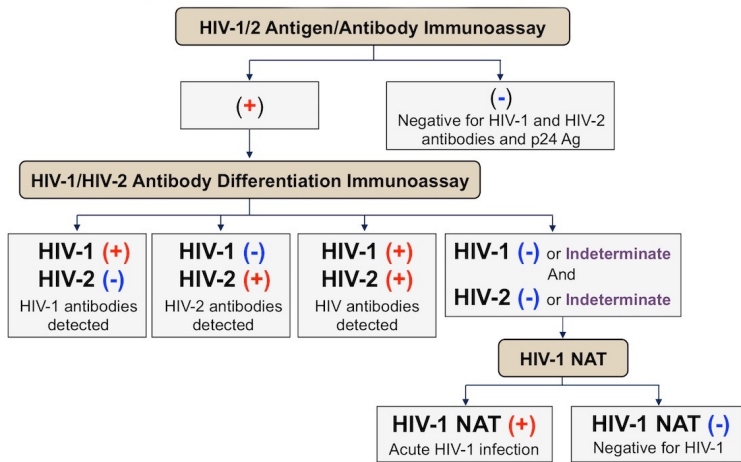 HIV-1/2 Antigen/Antibody Immunoassay
(+)
(-)
Negative for HIV-1 and HIV-2
antibodies and p24 Ag
HIV-1/HIV-2 Antibody Differentiation Immunoassay
HIV-1 (+)
HIV-2 (-)
HIV-1 antibodies
detected
HIV-1 (-)
HIV-2 (+)
HIV-2 antibodies
detected
HIV-1 (+)
HIV-2 (+)
HIV antibodies
detected
HIV-1 (-) or Indeterminate
And
HIV-2 (-) or Indeterminate
HIV-1 NAT
HIV-1 NAT (+)
Acute HIV-1 infection
HIV-1 NAT (-)
Negative for HIV-1